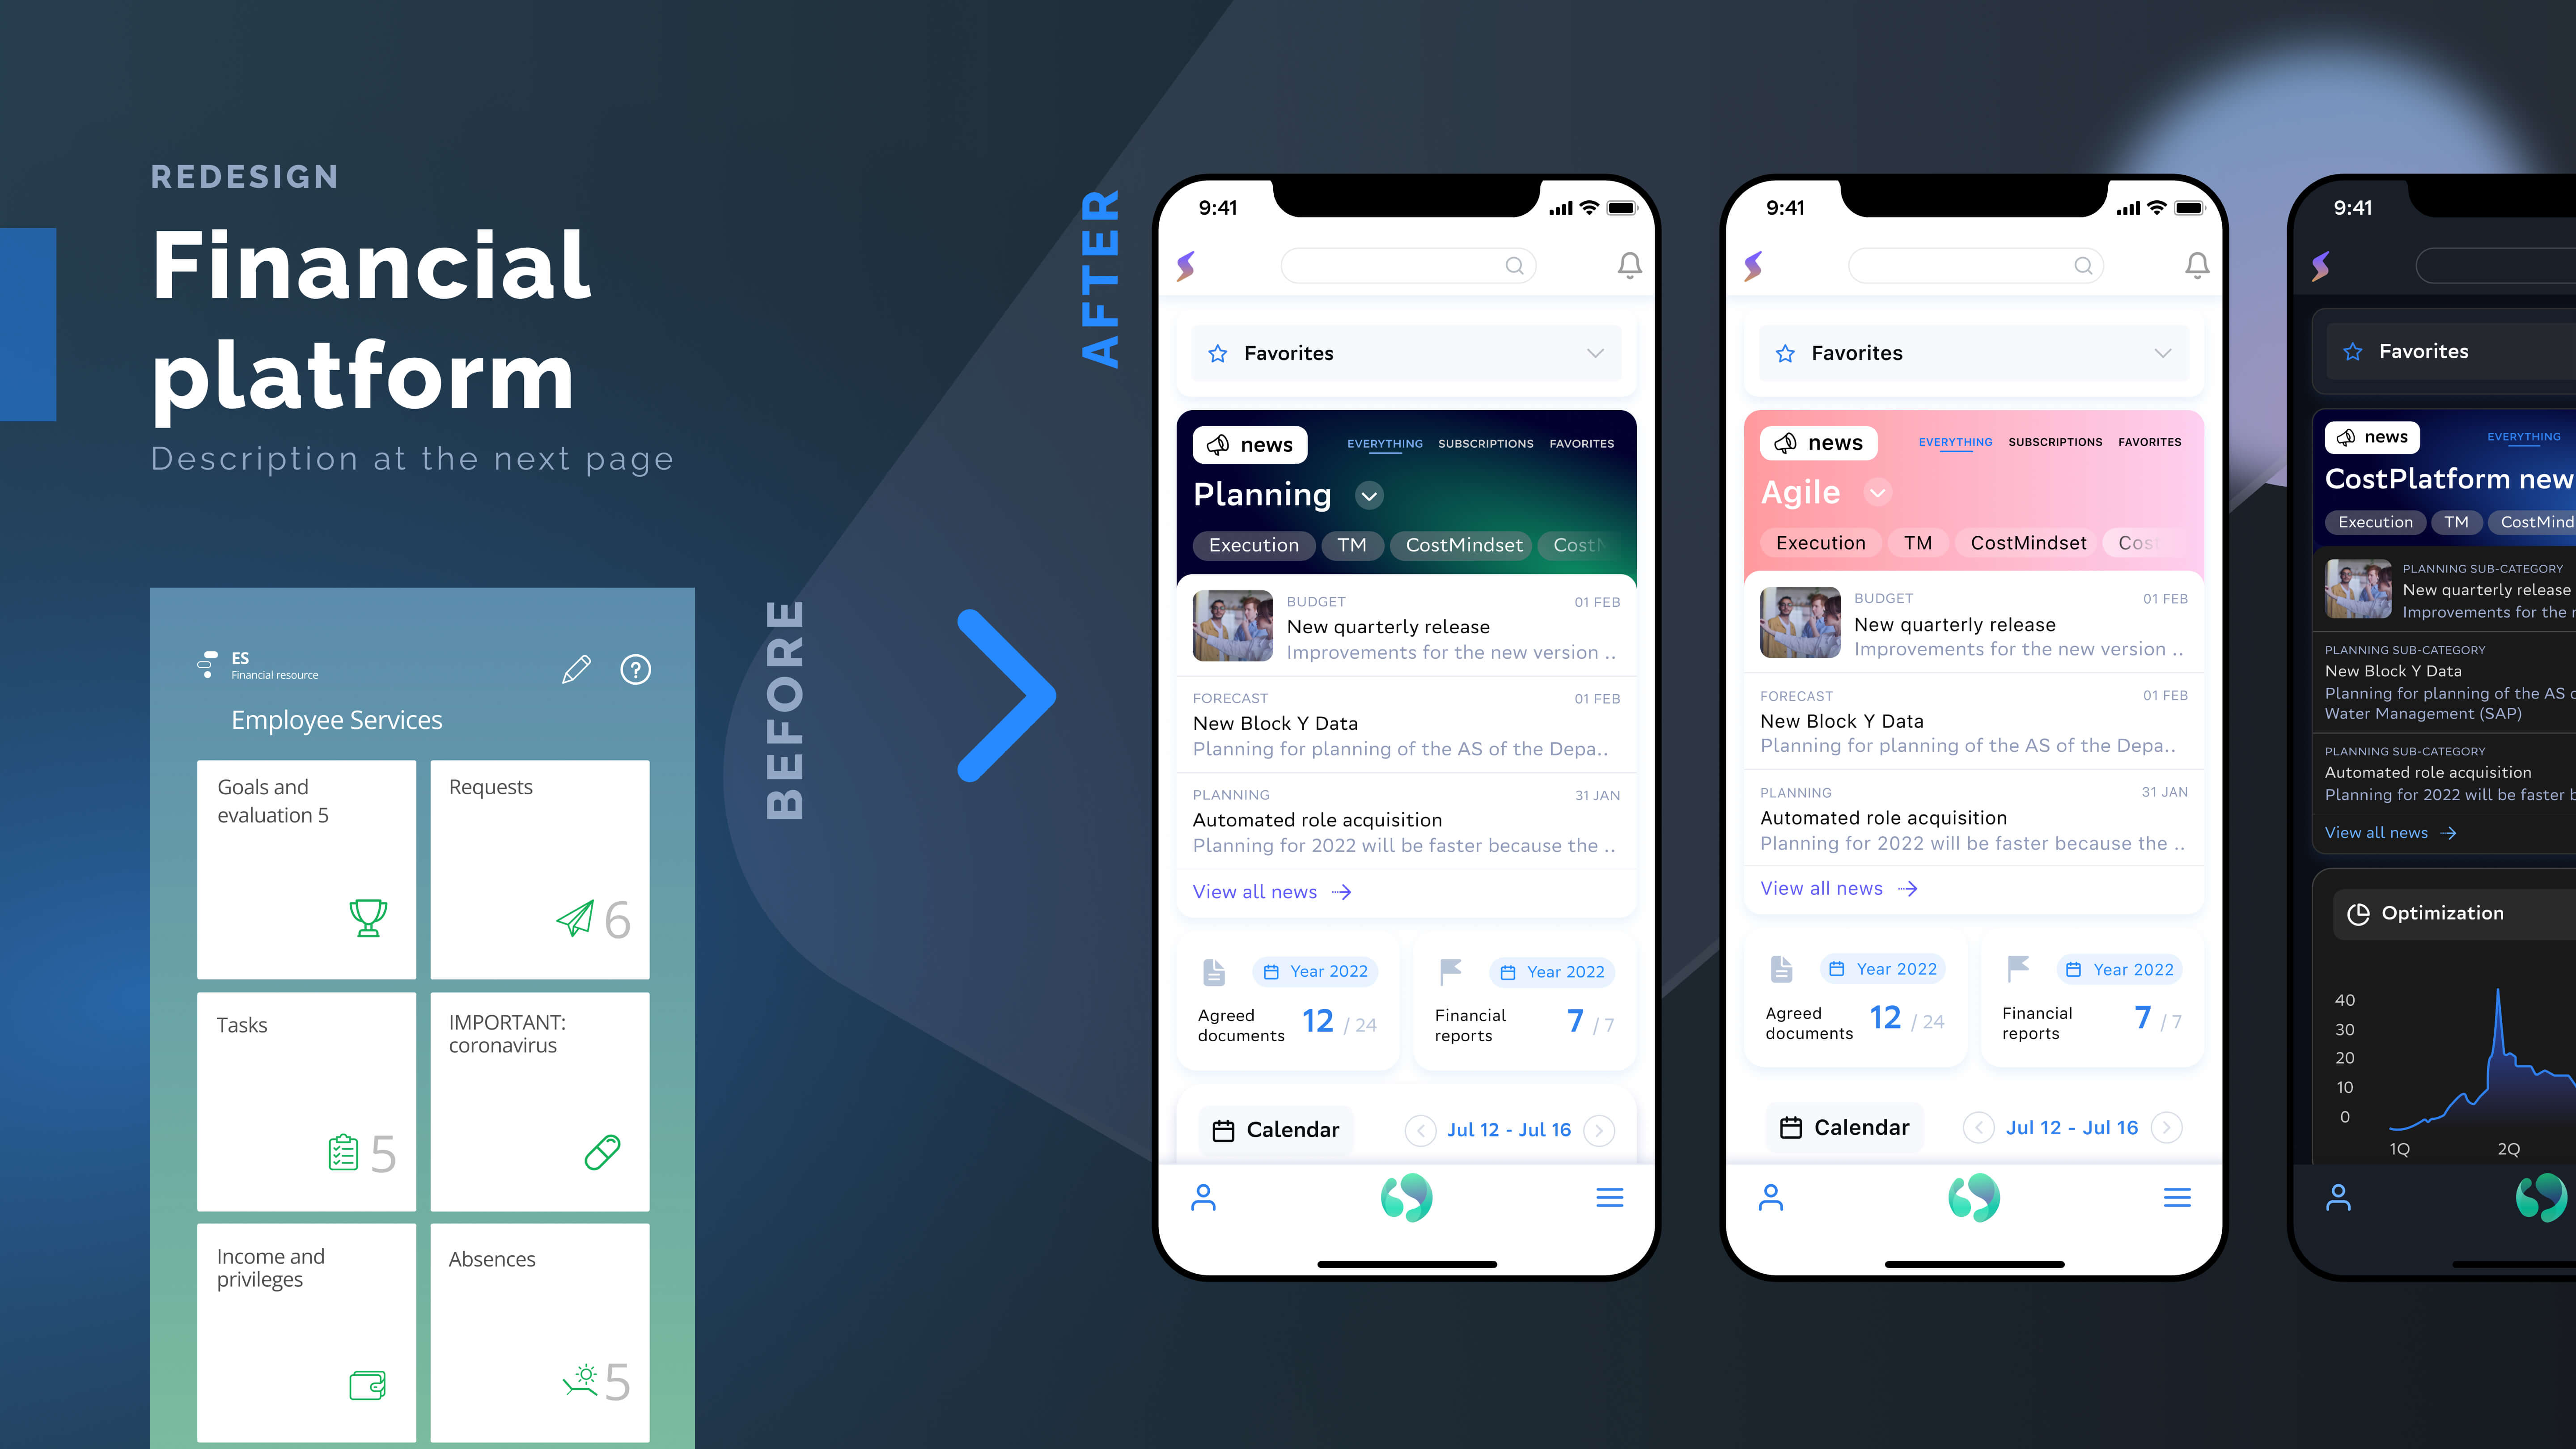 REDESIGN
Financial
platform
Description at the next page
BEFORE
ES
Financial resource
Employee Services
Goals and
evaluation 5
Requests
6
Tasks
5
IMPORTANT:
coronavirus
Income and
privileges
Absences
5
AFTER
9:41
Favorites
news
EVERYTHING SUBSCRIPTIONS FAVORITES
Planning
Execution TM CostMindset Cost
BUDGET 01 FEB
New quarterly release
Improvements for the new version ..
FORECAST 01 FEB
New Block Y Data
Planning for planning of the AS of the Depa..
PLANNING 31 JAN
Automated role acquisition
Planning for 2022 will be faster because the ..
View all news
Year 2022
Agreed
documents
12 / 24
Year 2022
Financial
reports
7 / 7
Calendar
Jul 12 - Jul 16
9:41
Favorites
news
EVERYTHING SUBSCRIPTIONS FAVORITES
Agile
Execution TM CostMindset Cos
BUDGET 01 FEB
New quarterly release
Improvements for the new version ..
FORECAST 01 FEB
New Block Y Data
Planning for planning of the AS of the Depa..
PLANNING 31 JAN
Automated role acquisition
Planning for 2022 will be faster because the ..
View all news
Year 2022
Agreed
documents
12 / 24
Year 2022
Financial
reports
7 / 7
Calendar
Jul 12 - Jul 16
9:41
Favorites
news
EVERYTHING
CostPlatform new
Execution TM CostMind
PLANNING SUB-CATEGORY
New quarterly release
Improvements for the
PLANNING SUB-CATEGORY
New Block Y Data
Planning for planning of the AS
Water Management (SAP)
PLANNING SUB-CATEGORY
Automated role acquisition
Planning for 2022 will be faster
View all news
Optimization
40
30
20
10
0
1Q 2Q